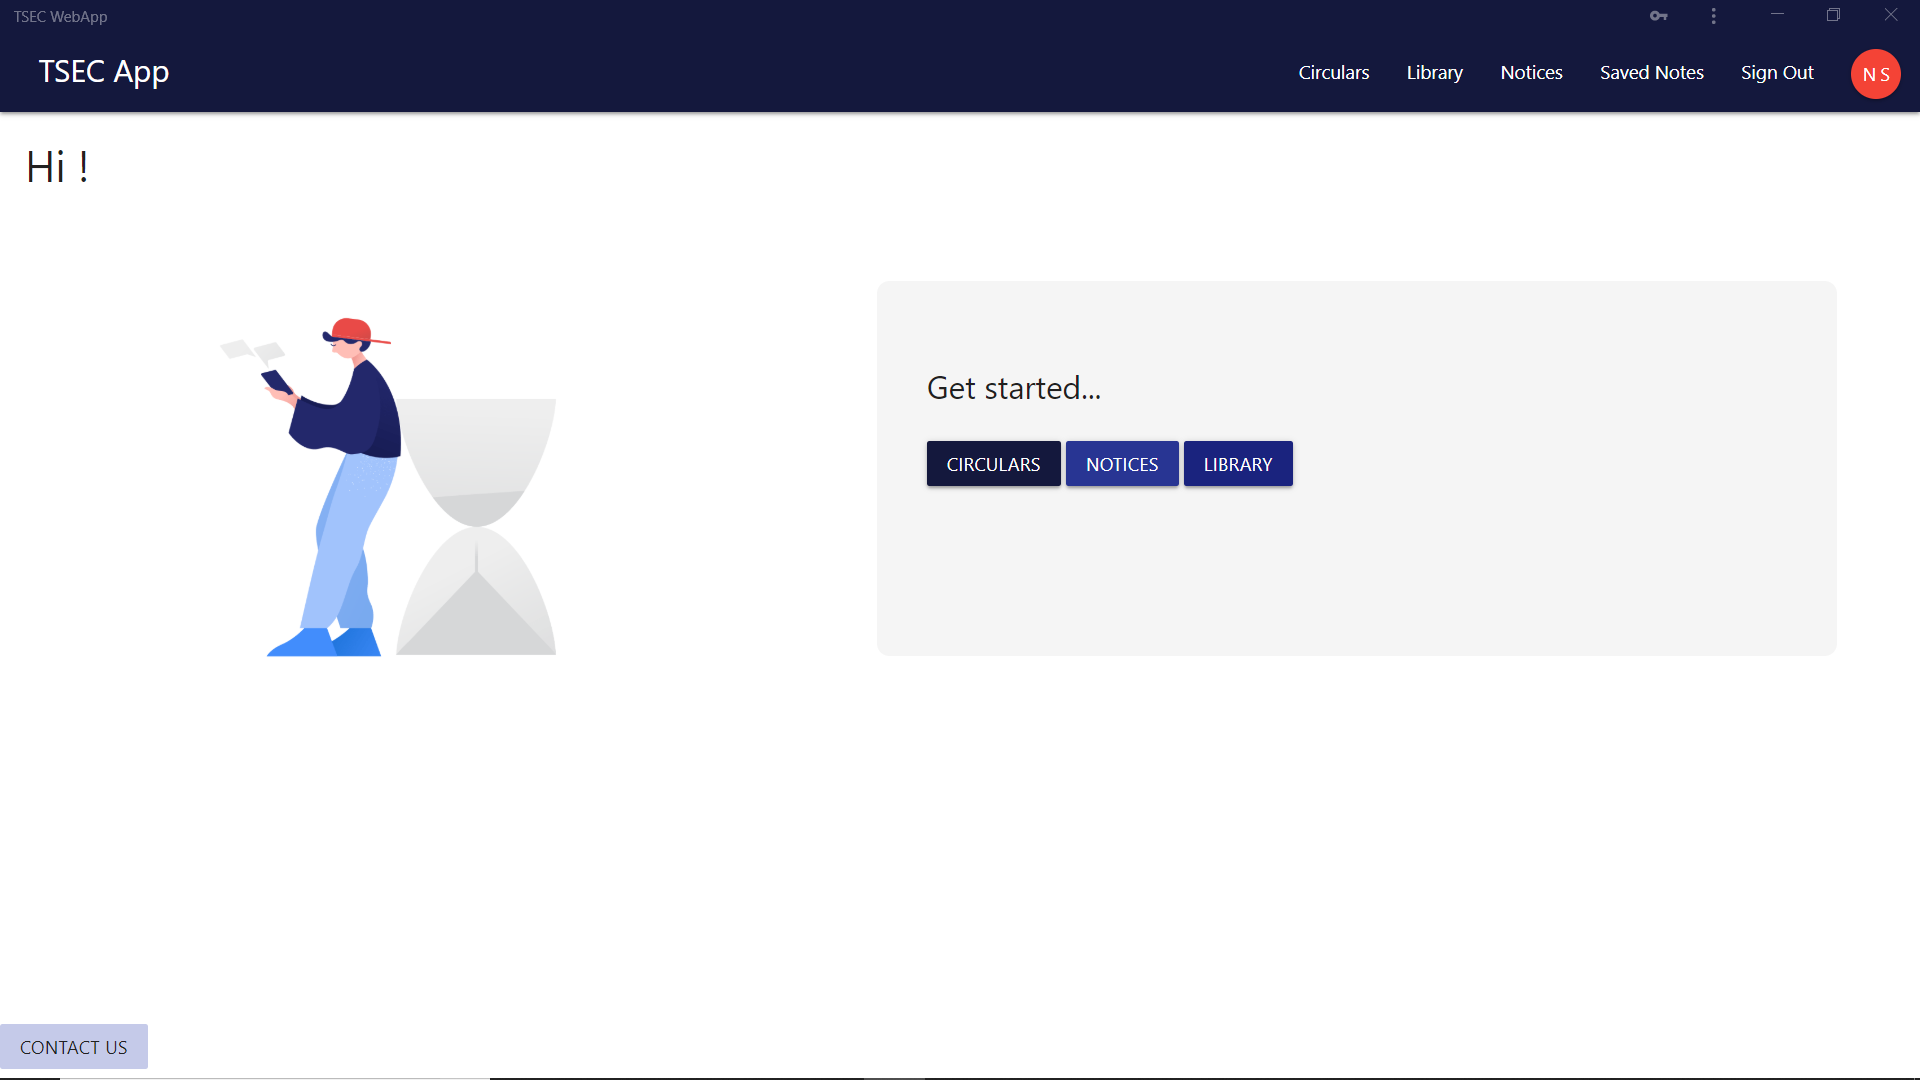 TSEC WebApp
TSEC App
Circulars Library Notices Saved Notes Sign Out N S
Hi !
Get started...
CIRCULARS NOTICES LIBRARY
CONTACT US